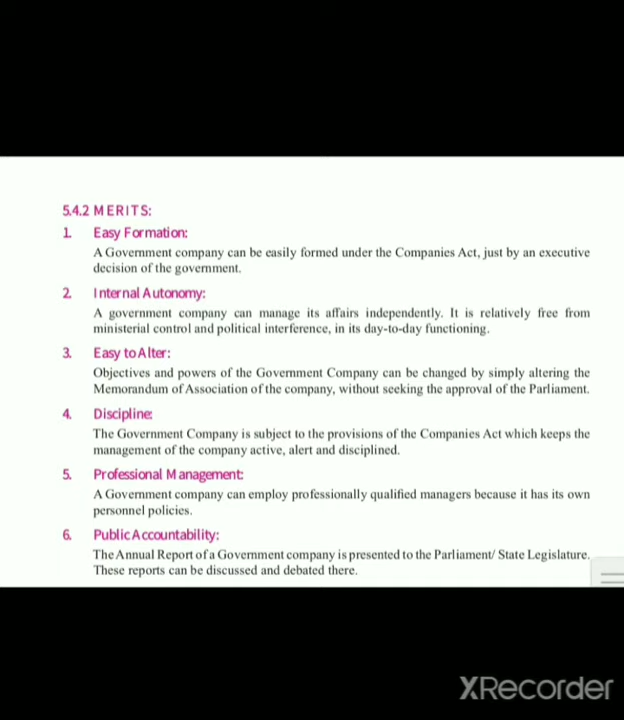 5.4.2 MERITS:
1. Easy Formation:
A Government company can be easily formed under the Companies Act, just by an executive
decision of the government.
2. Internal Autonomy:
A government company can manage its affairs independently. It is relatively free from
ministerial control and political interference, in its day-to-day functioning.
3. Easy to Alter:
Objectives and powers of the Government Company can be changed by simply altering the
Memorandum of Association of the company, without seeking the approval of the Parliament.
4. Discipline:
The Government Company is subject to the provisions of the Companies Act which keeps the
management of the company active, alert and disciplined.
5. Professional Management:
A Government company can employ professionally qualified managers because it has its own
personnel policies.
6. Public Accountability:
The Annual Report of a Government company is presented to the Parliament/ State Legislature.
These reports can be discussed and debated there.
XRecorder